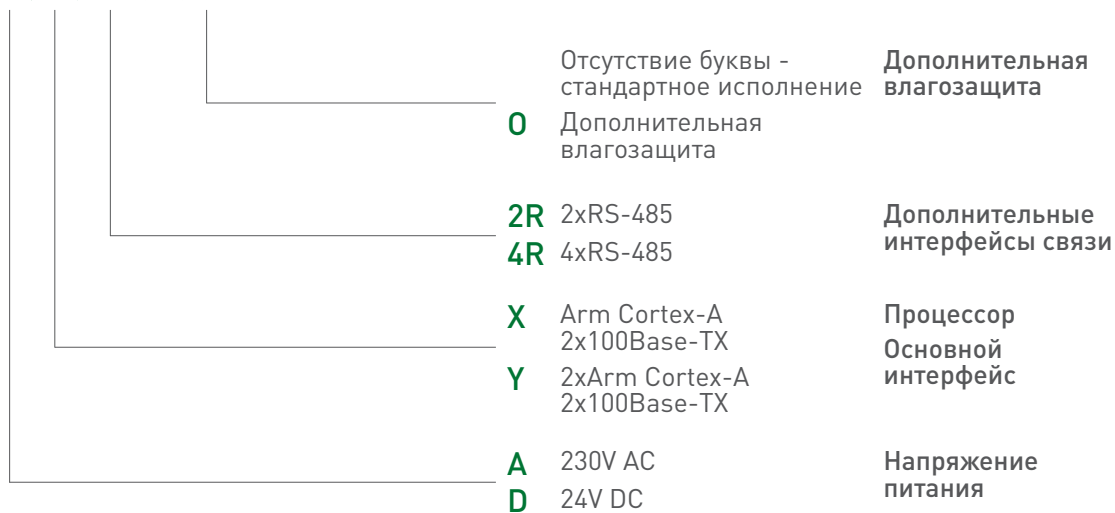 Отсутствие буквы -
стандартное исполнение
Дополнительная
влагозащита
O
Дополнительная
влагозащита
2R 2xRS-485
4R 4xRS-485
Дополнительные
интерфейсы связи
X
Arm Cortex-A
2x100Base-TX
Процессор
Основной
интерфейс
Y
2xArm Cortex-A
2x100Base-TX
A 230V AC
D 24V DC
Напряжение
питания